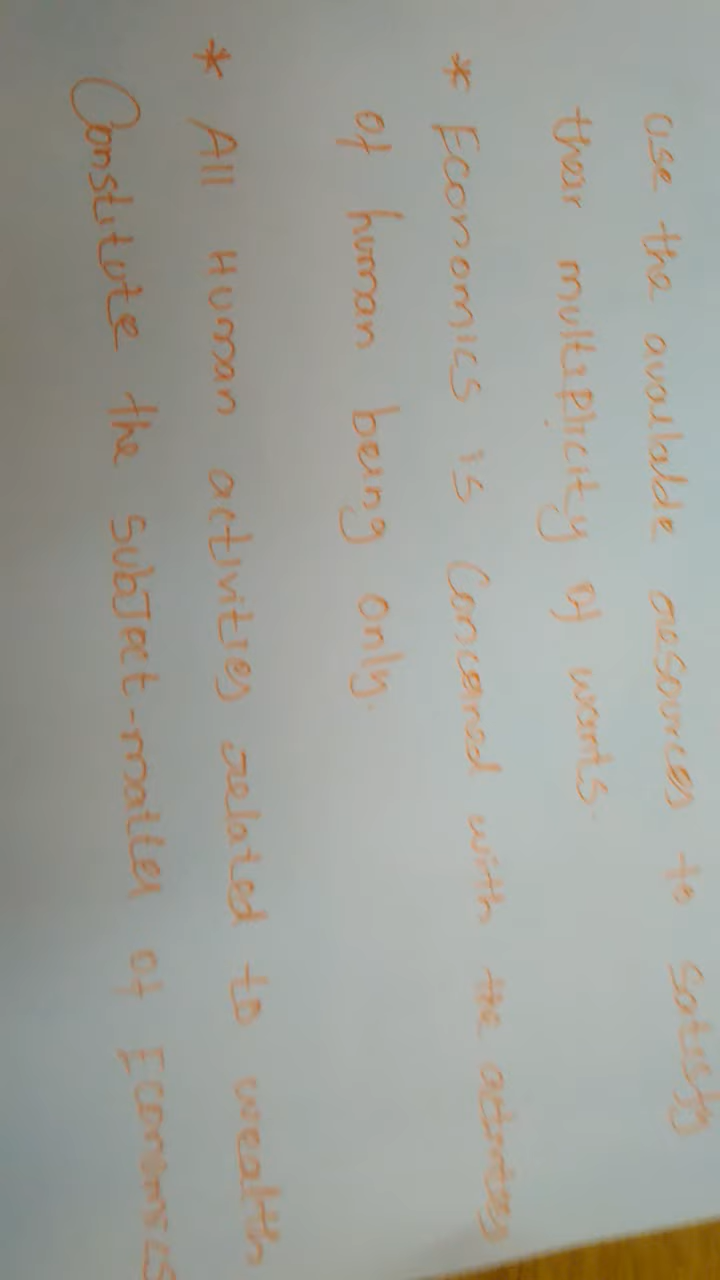 use the available resources to satisfy
their multiplicity of wants.
* Economics is Concerned with the activities
of human being only.
* All Human activities related to wealth
Constitute the subject-matter of Economics